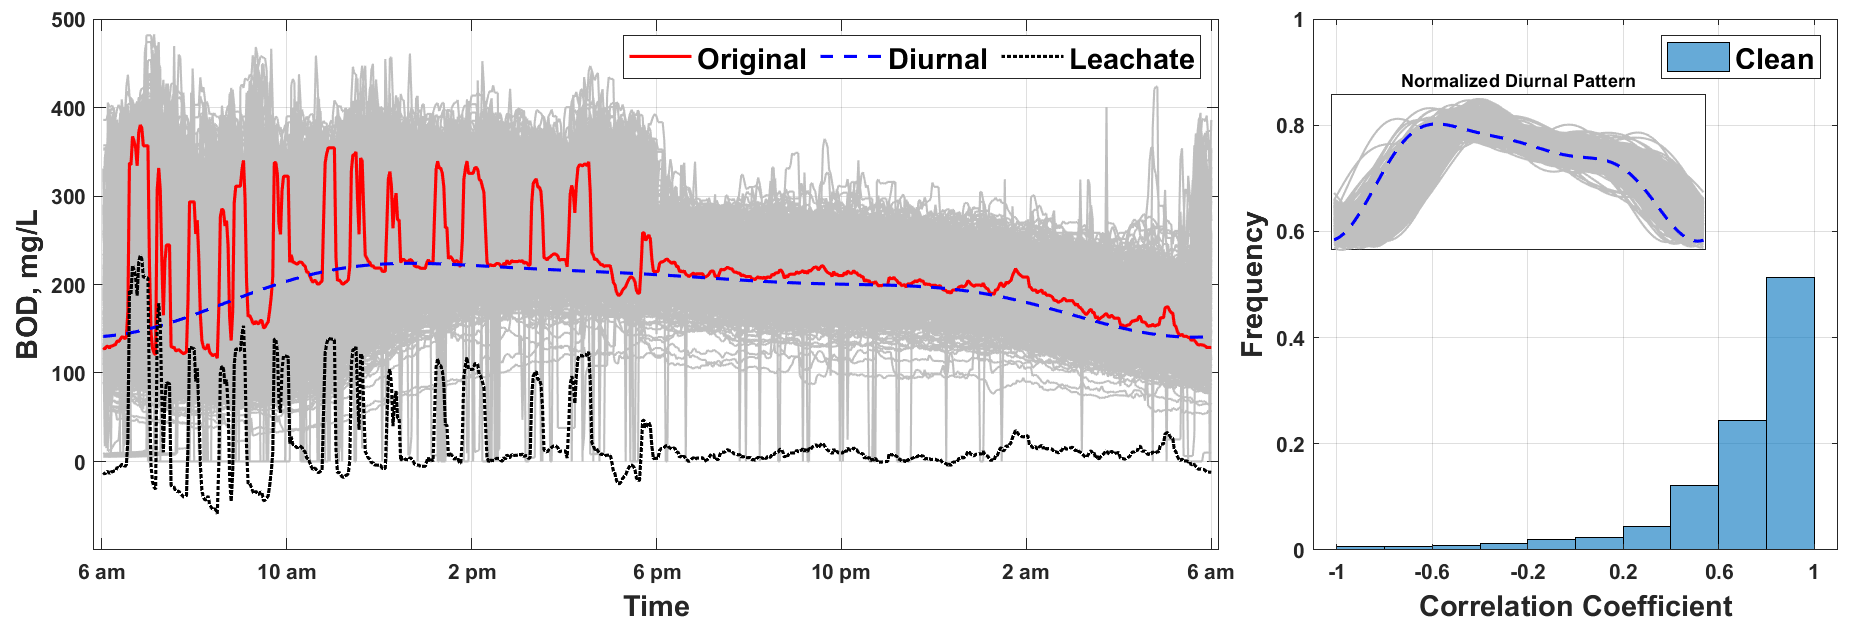 500
400
300
200
100
0
BOD, mg/L
Original Diurnal Leachate
6 am 10 am 2 pm 6 pm 10 pm 2 am 6 am
Time
1
0.8
0.6
0.4
0.2
0
Frequency
Clean
Normalized Diurnal Pattern
-1 -0.6 -0.2 0.2 0.6 1
Correlation Coefficient